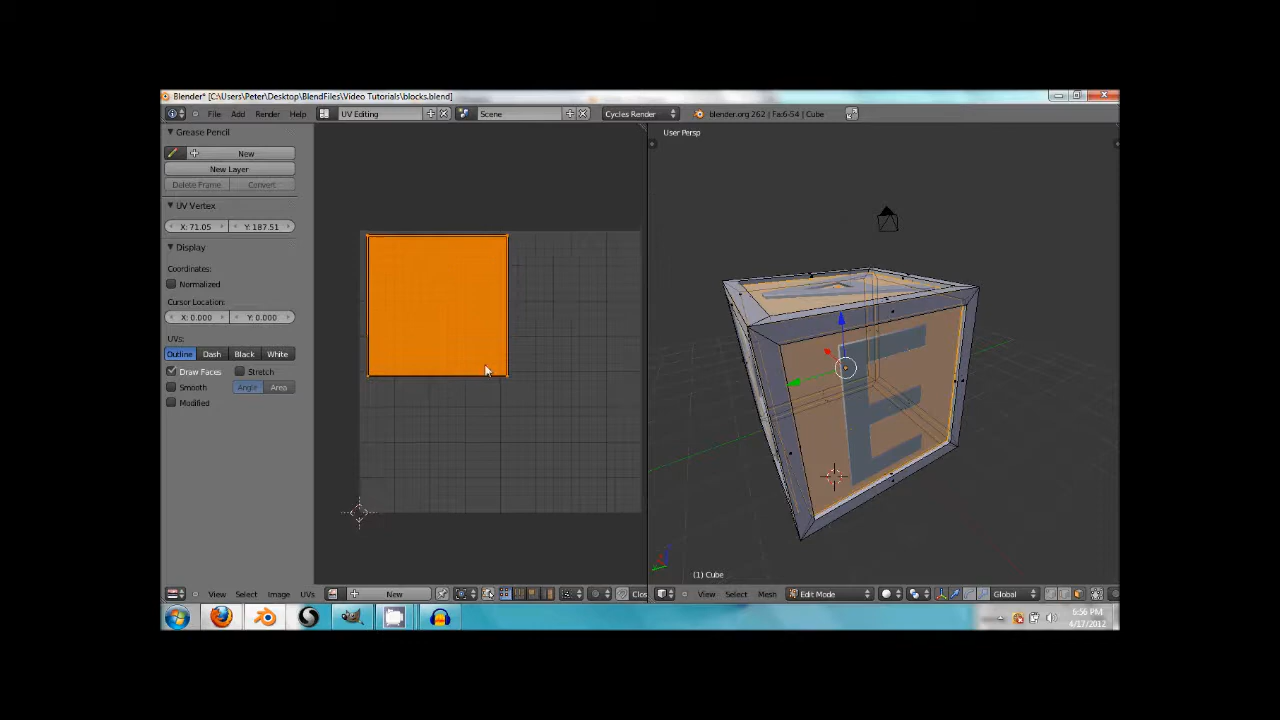 Blender* [C:\Users\Peter\Desktop\BlendFiles\Video Tutorials\blocks.blend]
File Add Render Help UV Editing Scene Cycles Render blender.org 262 | Fa:6-54 | Cube
Grease Pencil
New
New Layer
Delete Frame Convert
UV Vertex
X: 71.05 Y: 187.51
Display
Coordinates:
Normalized
Cursor Location:
X: 0.000 Y: 0.000
UVs:
Outline Dash Black White
Draw Faces Stretch
Smooth Angle Area
Modified
User Persp
E
(1) Cube
View Select Image UVs New Clos View Select Mesh Edit Mode Global
6:56 PM
4/17/2012